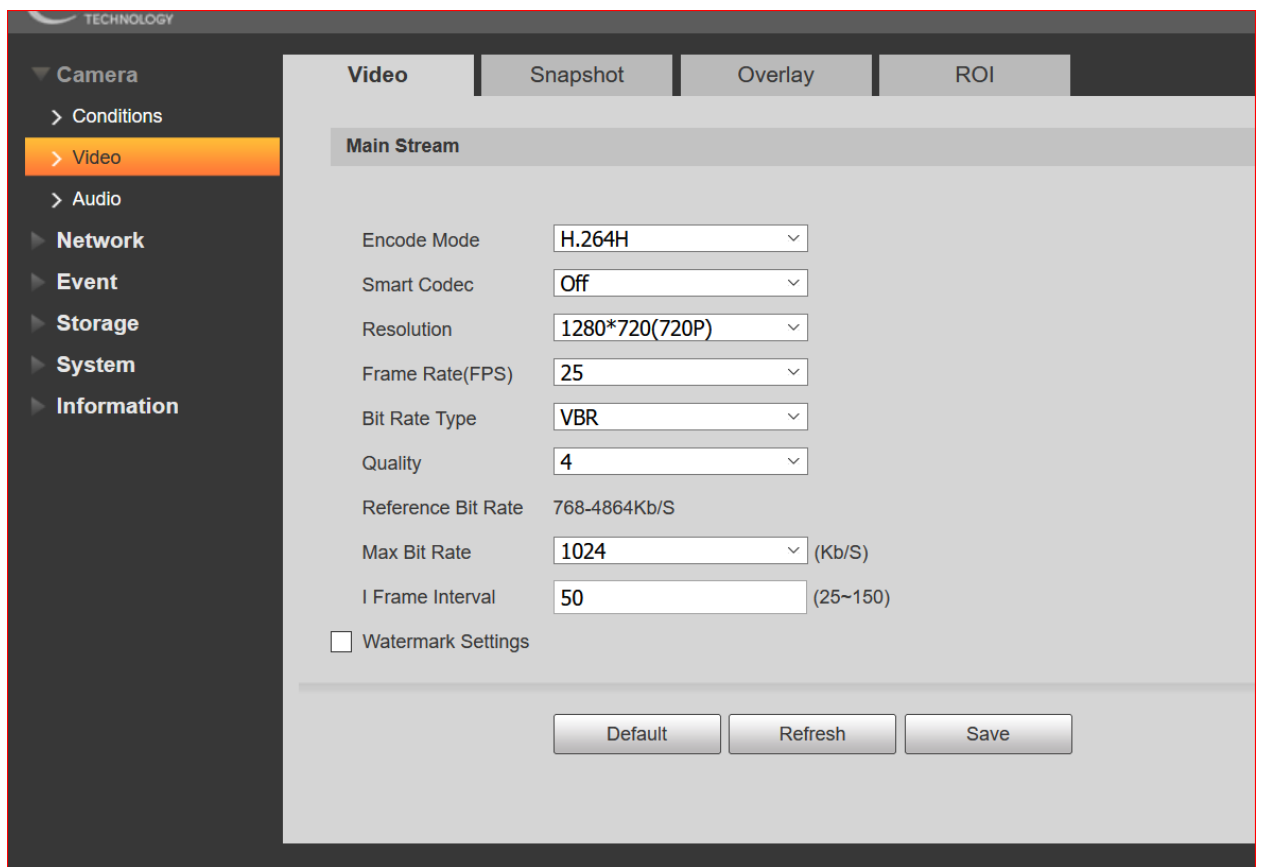 TECHNOLOGY
Camera
Conditions
Video
Audio
Network
Event
Storage
System
Information
Video Snapshot Overlay ROI
Main Stream
Encode Mode H.264H
Smart Codec Off
Resolution 1280*720(720P)
Frame Rate(FPS) 25
Bit Rate Type VBR
Quality 4
Reference Bit Rate 768-4864Kb/S
Max Bit Rate 1024 (Kb/S)
I Frame Interval 50 (25~150)
Watermark Settings
Default Refresh Save